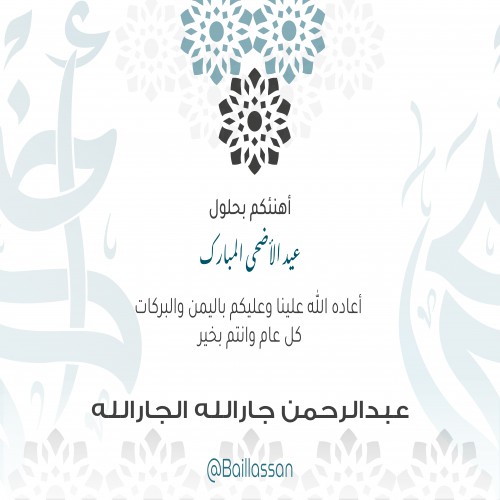 أهنئكم بحلول
عيد الأضحى المبارك
أعاده الله علينا وعليكم باليمن والبركات
كل عام وانتم بخير
عبدالرحمن جارالله الجارالله
@Baillassan